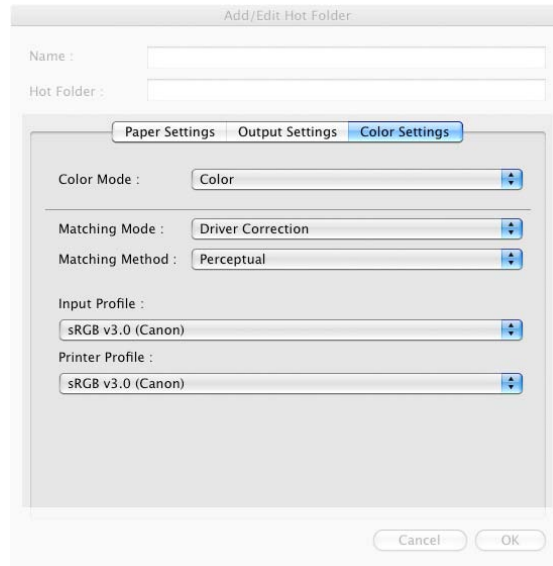 Add/Edit Hot Folder
Name :
Hot Folder :
Paper Settings Output Settings Color Settings
Color Mode : Color
Matching Mode : Driver Correction
Matching Method : Perceptual
Input Profile :
sRGB v3.0 (Canon)
Printer Profile :
sRGB v3.0 (Canon)
Cancel OK